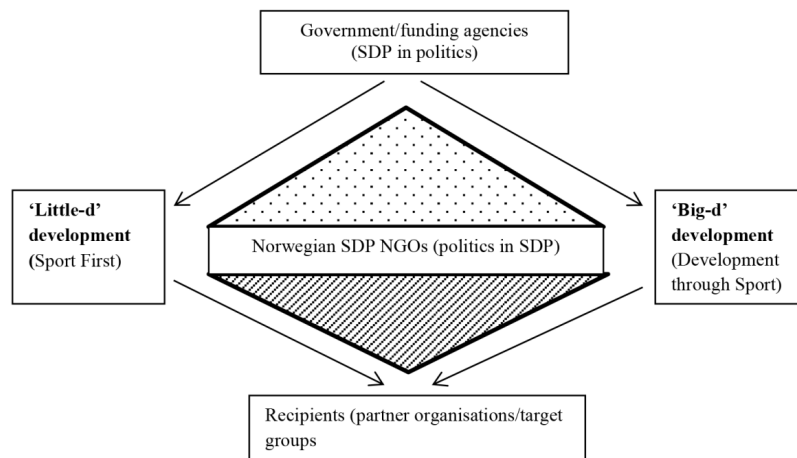 Government/funding agencies
(SDP in politics)
‘Little-d’
development
(Sport First)
Norwegian SDP NGOs (politics in SDP)
‘Big-d’
development
(Development
through Sport)
Recipients (partner organisations/target
groups